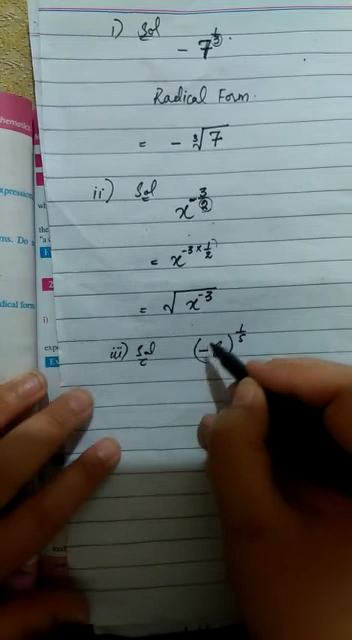 i) Sol
- 7^{1/3}
Radical Form.
= - ∛7
ii) Sol
x^{-3/2}
= x^{-3 × 1/2}
= √x^{-3}
iii) Sol (-8)^{1/5}